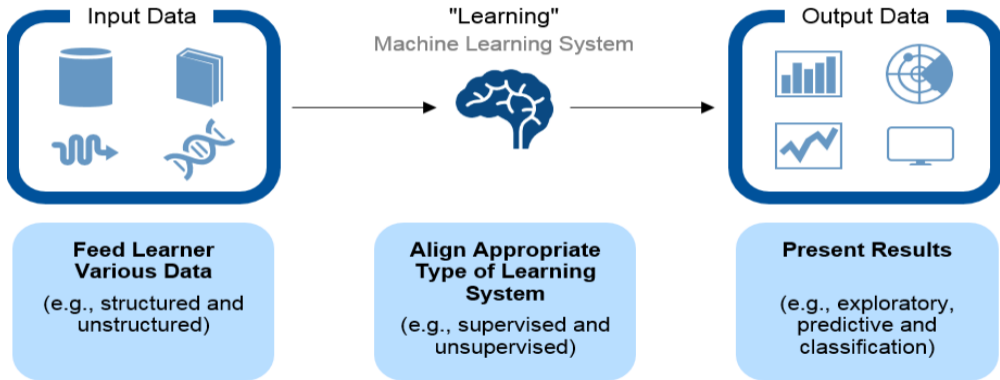 Input Data
"Learning"
Machine Learning System
Output Data
Feed Learner
Various Data
(e.g., structured and
unstructured)
Align Appropriate
Type of Learning
System
(e.g., supervised and
unsupervised)
Present Results
(e.g., exploratory,
predictive and
classification)